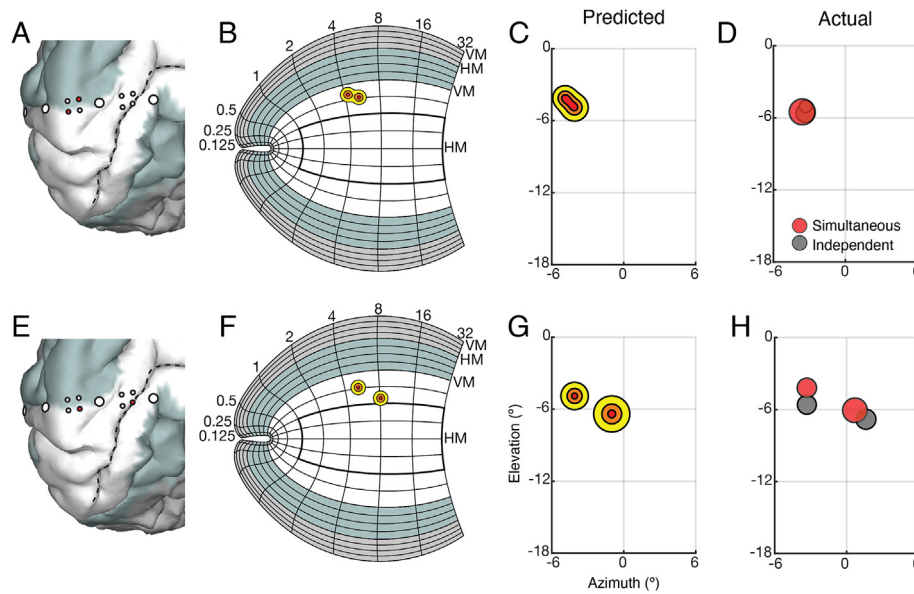 Predicted
Actual
A
B
C
D
0.125
0.25
0.5
1
2
4
8
16
32
VM
HM
VM
HM
0
-6
-12
-18
-6
0
6
0
-6
-12
-18
-6
0
6
Simultaneous
Independent
E
F
G
H
0.125
0.25
0.5
1
2
4
8
16
32
VM
HM
VM
HM
0
-6
-12
-18
-6
0
6
Elevation (º)
Azimuth (º)
0
-6
-12
-18
-6
0
6